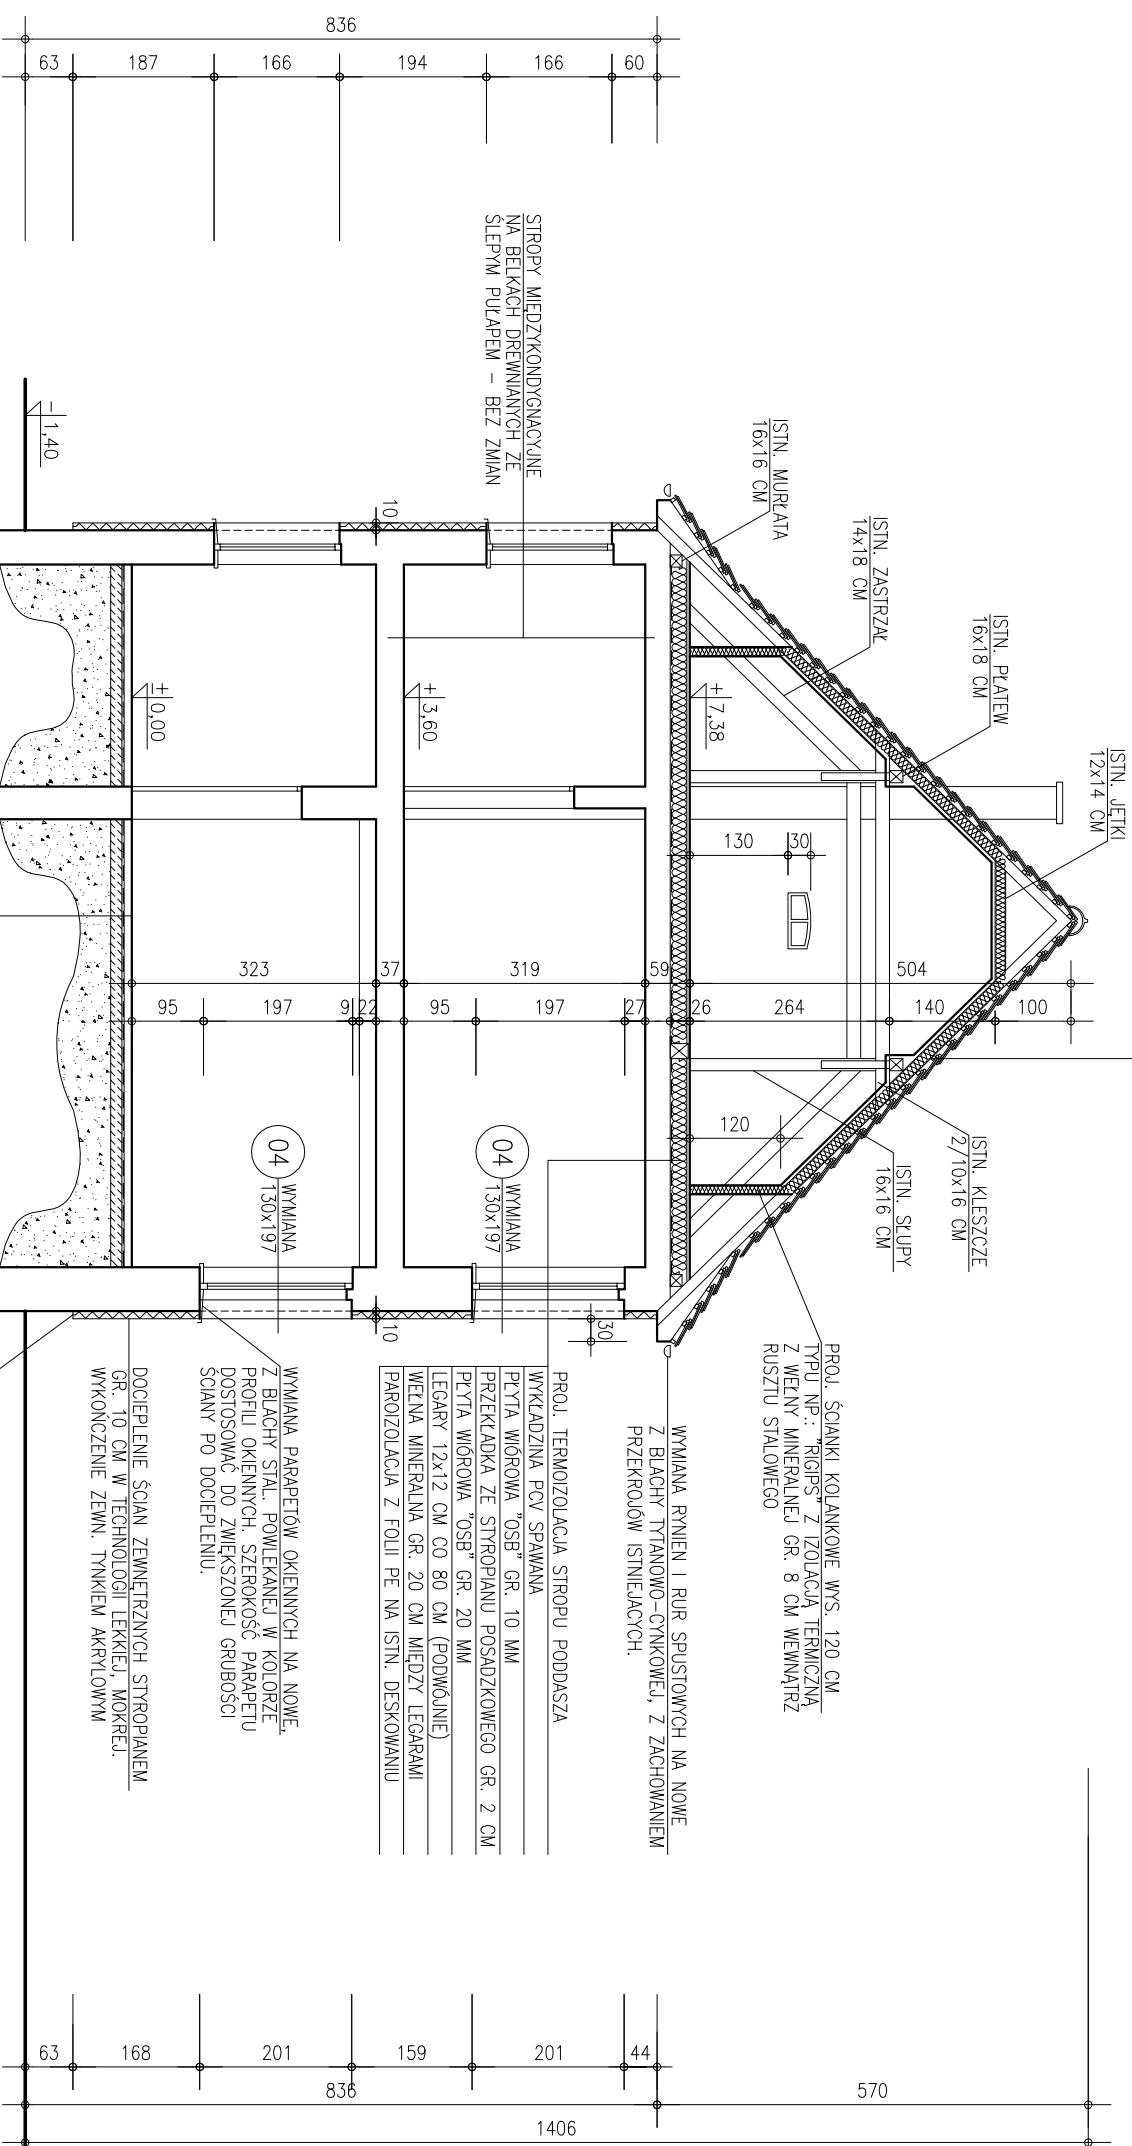 ISTN. JĘTKI
12x14 CM
ISTN. PŁATEW
16x18 CM
ISTN. ZASTRZAŁ
14x18 CM
ISTN. MURŁATA
16x16 CM
STROPY MIĘDZYKONDYGNACYJNE
NA BELKACH DREWNIANYCH ZE
ŚLEPYM PUŁAPEM - BEZ ZMIAN
ISTN. KLESZCZE
2/10x16 CM
ISTN. SŁUPY
16x16 CM
PROJ. ŚCIANKI KOLANKOWE WYS. 120 CM
TYPU NP.: "RIGIPS" Z IZOLACJĄ TERMICZNĄ
Z WEŁNY MINERALNEJ GR. 8 CM WEWNĄTRZ
RUSZTU STALOWEGO
WYMIANA RYNIEN I RUR SPUSTOWYCH NA NOWE
Z BLACHY TYTANOWO-CYNKOWEJ, Z ZACHOWANIEM
PRZEKROJÓW ISTNIEJACYCH.
PROJ. TERMOIZOLACJA STROPU PODDASZA
WYKŁADZINA PCV SPAWANA
PŁYTA WIÓROWA "OSB" GR. 10 MM
PRZEKŁADKA ZE STYROPIANU POSADZKOWEGO GR. 2 CM
PŁYTA WIÓROWA "OSB" GR. 20 MM
LEGARY 12x12 CM CO 80 CM (PODWÓJNIE)
WEŁNA MINERALNA GR. 20 CM MIĘDZY LEGARAMI
PAROIZOLACJA Z FOLII PE NA ISTN. DESKOWANIU
WYMIANA PARAPETÓW OKIENNYCH NA NOWE,
Z BLACHY STAL. POWLEKANEJ W KOLORZE
PROFILI OKIENNYCH. SZEROKOŚĆ PARAPETU
DOSTOSOWAĆ DO ZWIĘKSZONEJ GRUBOŚCI
ŚCIANY PO DOCIEPLENIU.
DOCIEPLENIE ŚCIAN ZEWNĘTRZNYCH STYROPIANEM
GR. 10 CM W TECHNOLOGII LEKKIEJ, MOKREJ.
WYKOŃCZENIE ZEWN. TYNKIEM AKRYLOWYM
04
WYMIANA
130x197
04
WYMIANA
130x197
+7,38
+3,60
±0,00
-1,40
836
63
187
166
194
166
60
10
130
30
323
37
319
59
504
95
197
9
22
95
197
27
26
264
140
100
120
10
30
63
168
201
159
201
44
836
570
1406